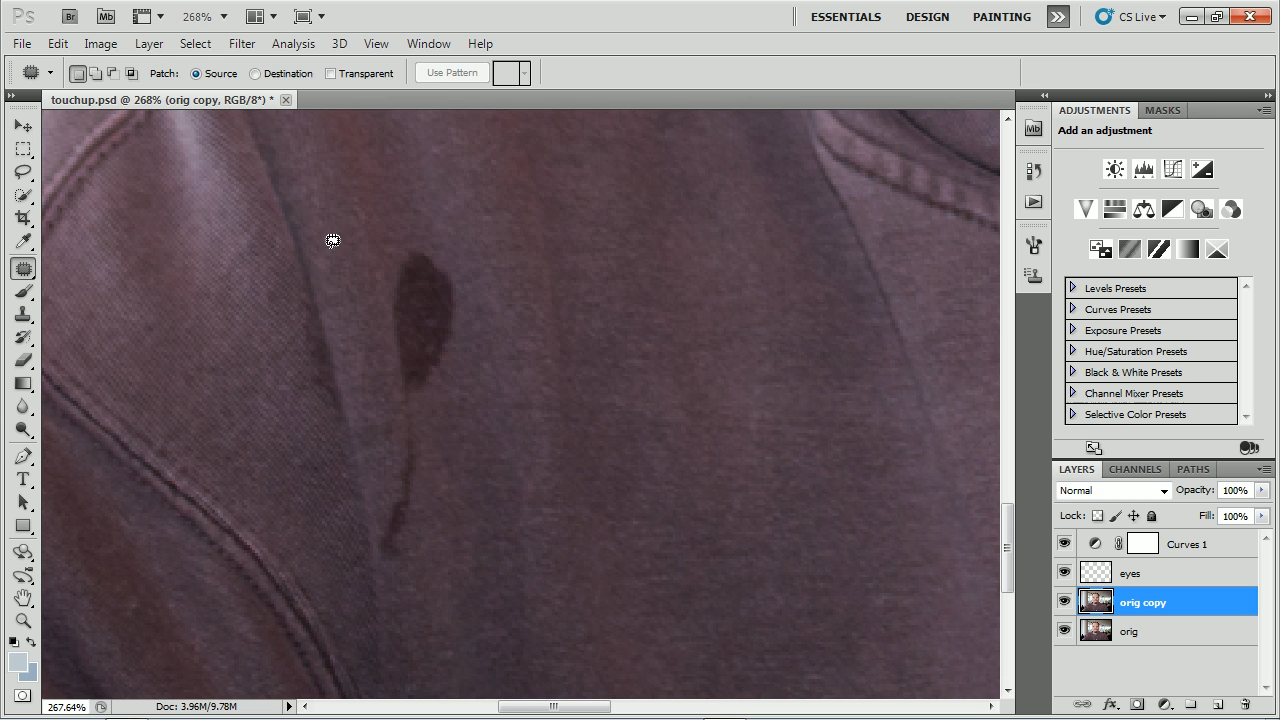 Ps Br Mb 268% ESSENTIALS DESIGN PAINTING CS Live
File Edit Image Layer Select Filter Analysis 3D View Window Help
Patch: Source Destination Transparent Use Pattern
touchup.psd @ 268% (orig copy, RGB/8*) *
ADJUSTMENTS MASKS
Mb
Add an adjustment
Levels Presets
Curves Presets
Exposure Presets
Hue/Saturation Presets
Black & White Presets
Channel Mixer Presets
Selective Color Presets
LAYERS CHANNELS PATHS
Normal Opacity: 100%
Lock: Fill: 100%
Curves 1
eyes
orig copy
orig
267.64% Doc: 3.96M/9.78M
fx
T